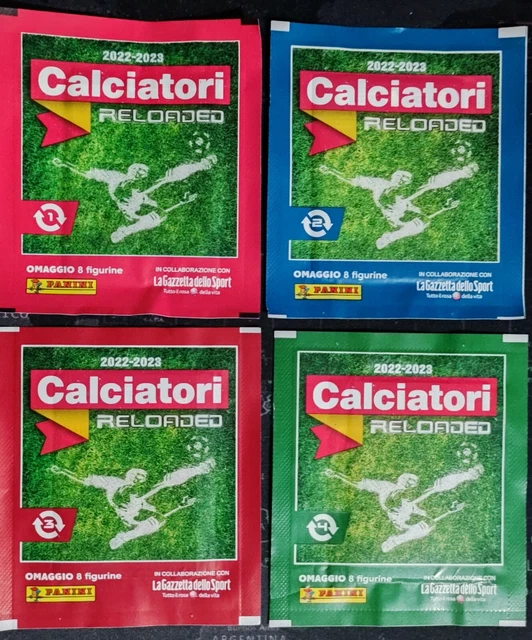 2022-2023
Calciatori
RELOADED
1
OMAGGIO 8 figurine
PANINI
IN COLLABORAZIONE CON
La Gazzetta dello Sport
Tutto il rosa della vita
2022-2023
Calciatori
RELOADED
2
OMAGGIO 8 figurine
PANINI
IN COLLABORAZIONE CON
La Gazzetta dello Sport
Tutto il rosa della vita
2022-2023
Calciatori
RELOADED
3
OMAGGIO 8 figurine
PANINI
IN COLLABORAZIONE CON
La Gazzetta dello Sport
Tutto il rosa della vita
2022-2023
Calciatori
RELOADED
4
OMAGGIO 8 figurine
PANINI
IN COLLABORAZIONE CON
La Gazzetta dello Sport
Tutto il rosa della vita
ARGENTINA